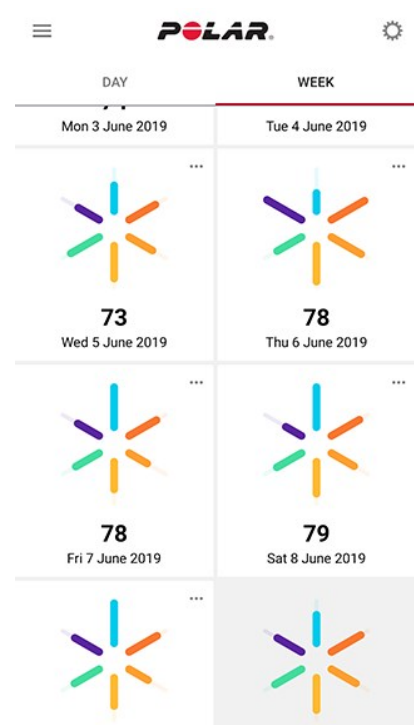 POLAR
DAY WEEK
Mon 3 June 2019 Tue 4 June 2019
73 78
Wed 5 June 2019 Thu 6 June 2019
78 79
Fri 7 June 2019 Sat 8 June 2019